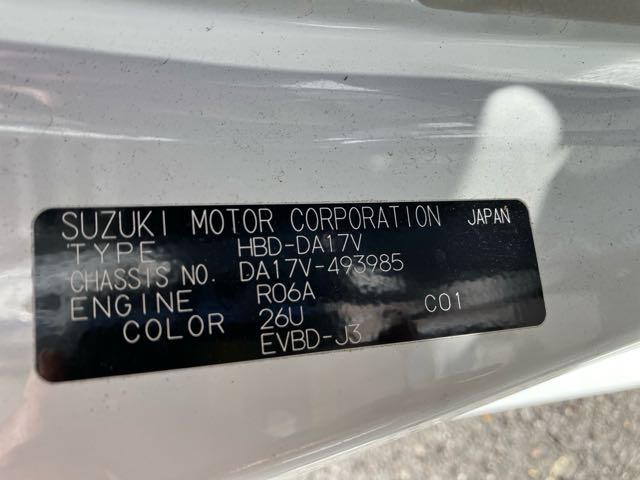 SUZUKI MOTOR CORPORATION JAPAN
TYPE HBD-DA17V
CHASSIS NO. DA17V-493985
ENGINE R06A C01
COLOR 26U
EVBD-J3